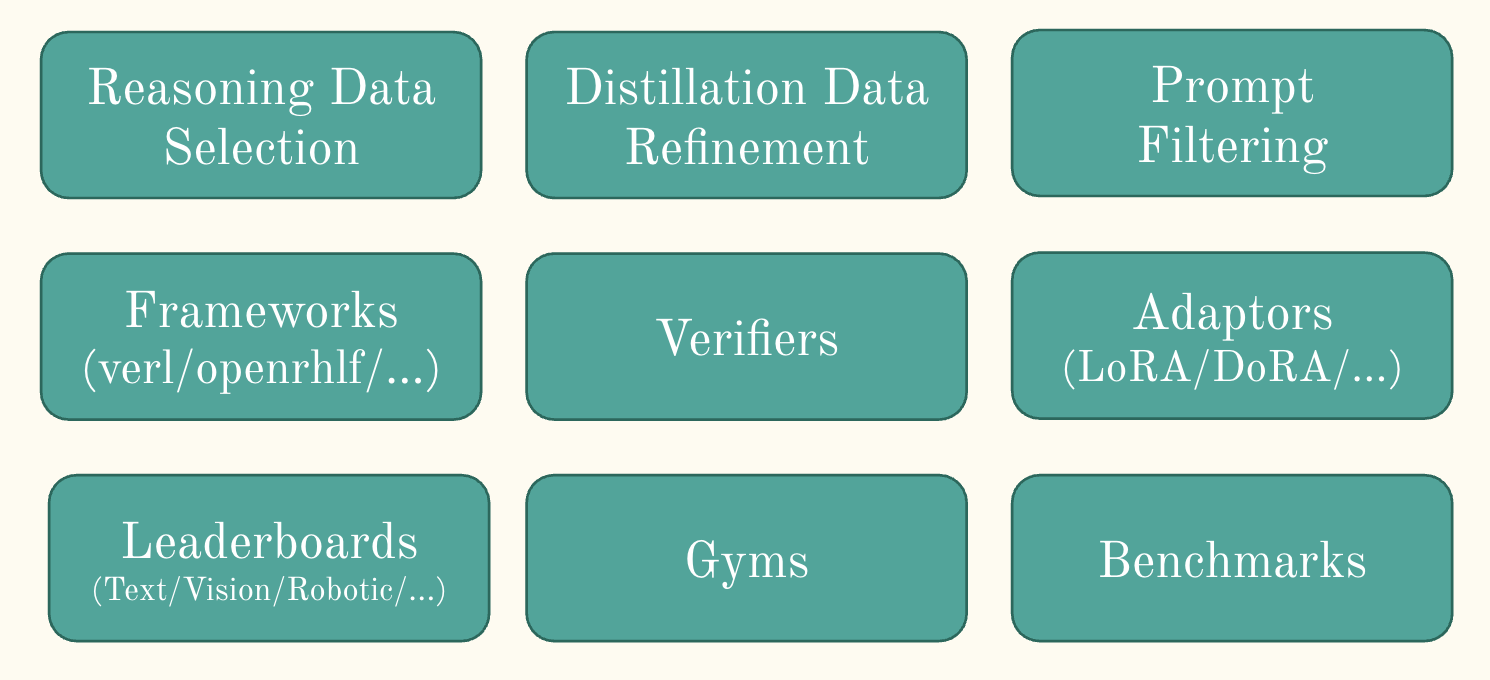 Reasoning Data
Selection
Distillation Data
Refinement
Prompt
Filtering
Frameworks
(verl/openrhlf/...)
Verifiers
Adaptors
(LoRA/DoRA/...)
Leaderboards
(Text/Vision/Robotic/...)
Gyms
Benchmarks